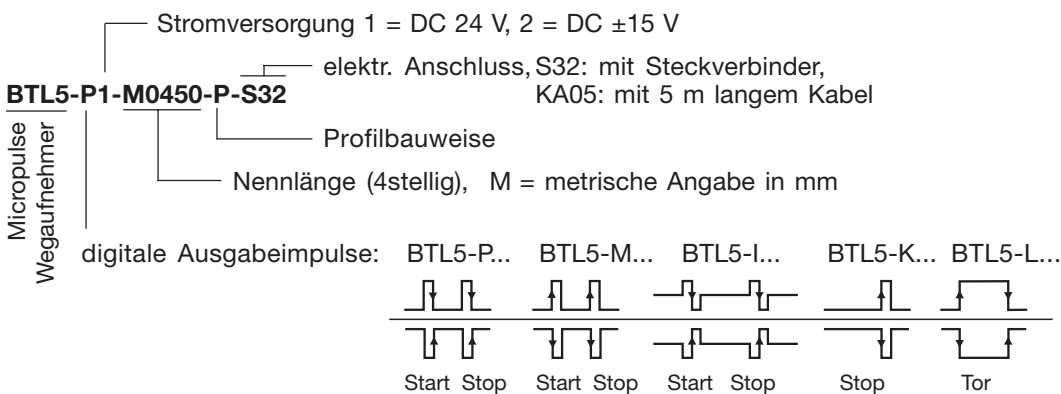 Stromversorgung 1 = DC 24 V, 2 = DC ±15 V
elektr. Anschluss, S32: mit Steckverbinder,
KA05: mit 5 m langem Kabel
BTL5-P1-M0450-P-S32
Profilbauweise
Nennlänge (4stellig), M = metrische Angabe in mm
Micropulse
Wegaufnehmer
digitale Ausgabeimpulse: BTL5-P... BTL5-M... BTL5-I... BTL5-K... BTL5-L...
Start Stop Start Stop Start Stop Stop Tor